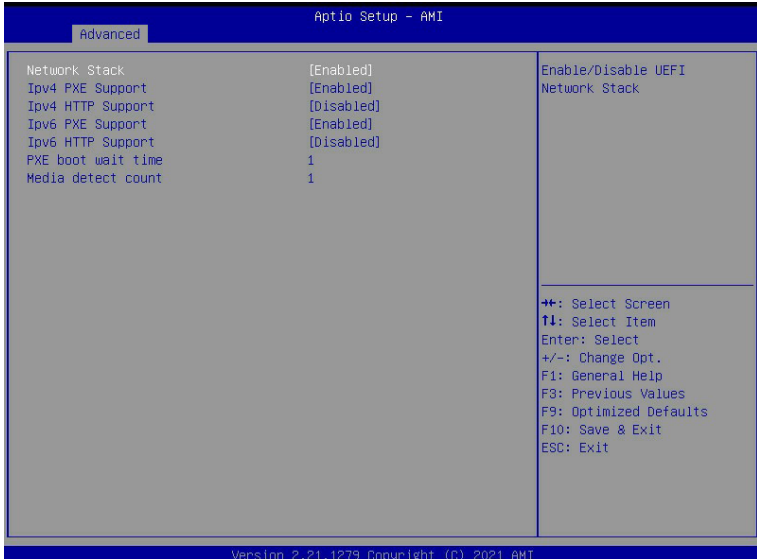 Aptio Setup - AMI
Advanced
Network Stack [Enabled]
Ipv4 PXE Support [Enabled]
Ipv4 HTTP Support [Disabled]
Ipv6 PXE Support [Enabled]
Ipv6 HTTP Support [Disabled]
PXE boot wait time 1
Media detect count 1
Enable/Disable UEFI
Network Stack
→←: Select Screen
↑↓: Select Item
Enter: Select
+/-: Change Opt.
F1: General Help
F3: Previous Values
F9: Optimized Defaults
F10: Save & Exit
ESC: Exit
Version 2.21.1279 Copyright (C) 2021 AMI